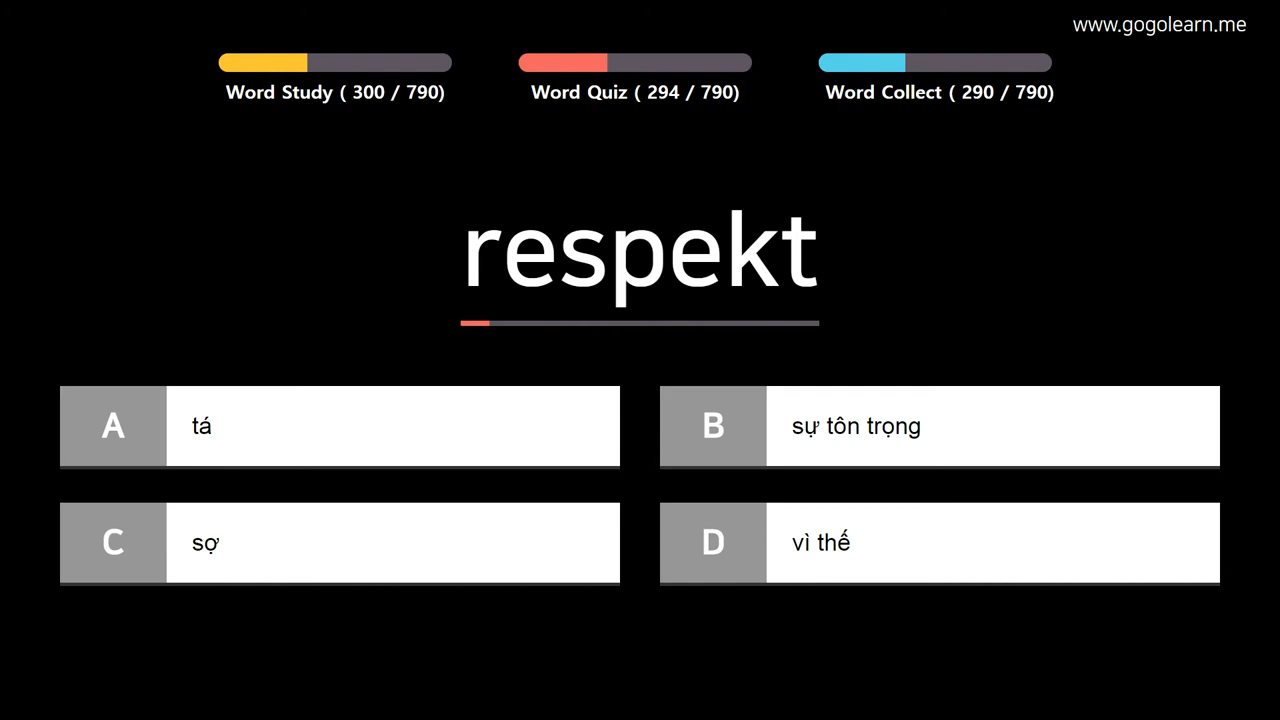 www.gogolearn.me
Word Study ( 300 / 790)
Word Quiz ( 294 / 790)
Word Collect ( 290 / 790)
respekt
A tá
B sự tôn trọng
C sợ
D vì thế